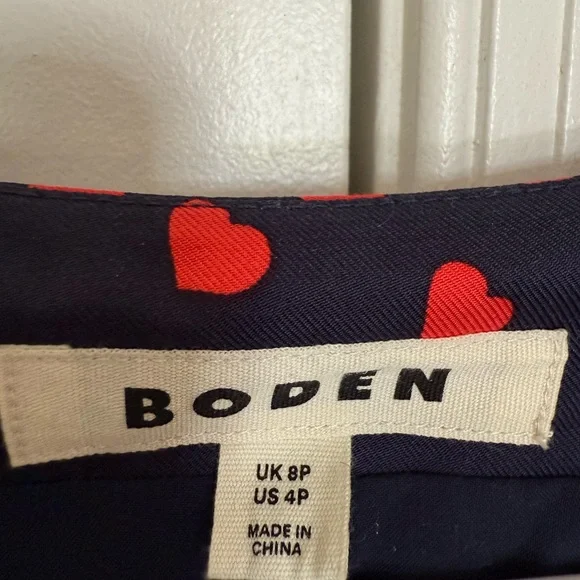 BODEN
UK 8P
US 4P
MADE IN
CHINA